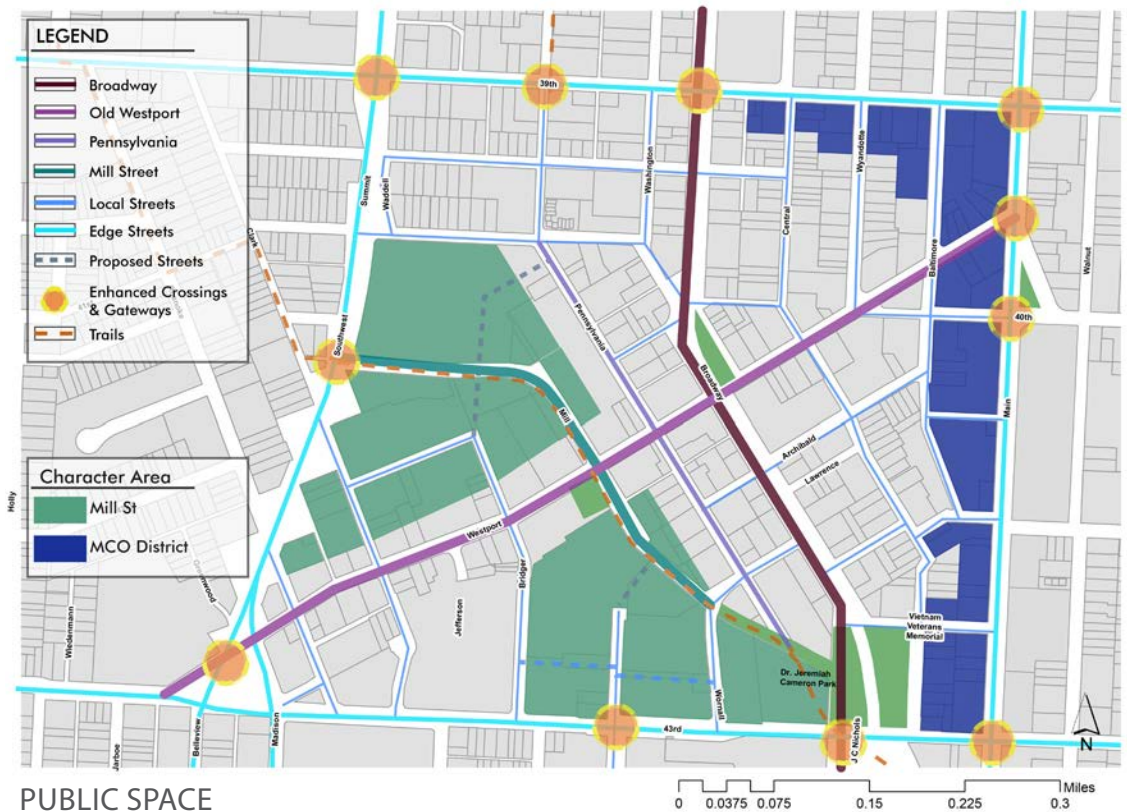 LEGEND
Broadway
Old Westport
Pennsylvania
Mill Street
Local Streets
Edge Streets
Proposed Streets
Enhanced Crossings
& Gateways
Trails
Character Area
Mill St
MCO District
39th
Summit
Waddell
Washington
Central
Wyandotte
Baltimore
Walnut
Clark
Southwest
Pennsylvania
Broadway
40th
Main
Mill
Archibald
Lawrence
Holly
Westport
Bridger
Jefferson
Greenwood
Wiedenmann
Vietnam
Veterans
Memorial
Dr. Jeremiah
Cameron Park
Wornall
43rd
J C Nichols
Jarboe
Belleview
Madison
N
PUBLIC SPACE
Miles
0 0.0375 0.075 0.15 0.225 0.3